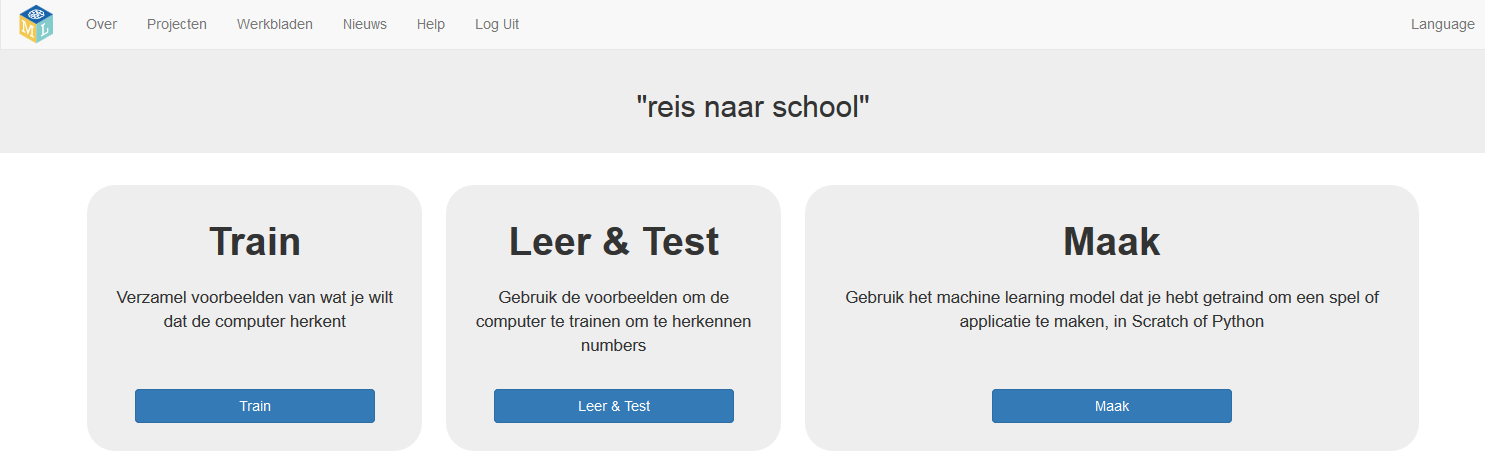 M L
Over Projecten Werkbladen Nieuws Help Log Uit Language
"reis naar school"
Train
Verzamel voorbeelden van wat je wilt
dat de computer herkent
Train
Leer & Test
Gebruik de voorbeelden om de
computer te trainen om te herkennen
numbers
Leer & Test
Maak
Gebruik het machine learning model dat je hebt getraind om een spel of
applicatie te maken, in Scratch of Python
Maak